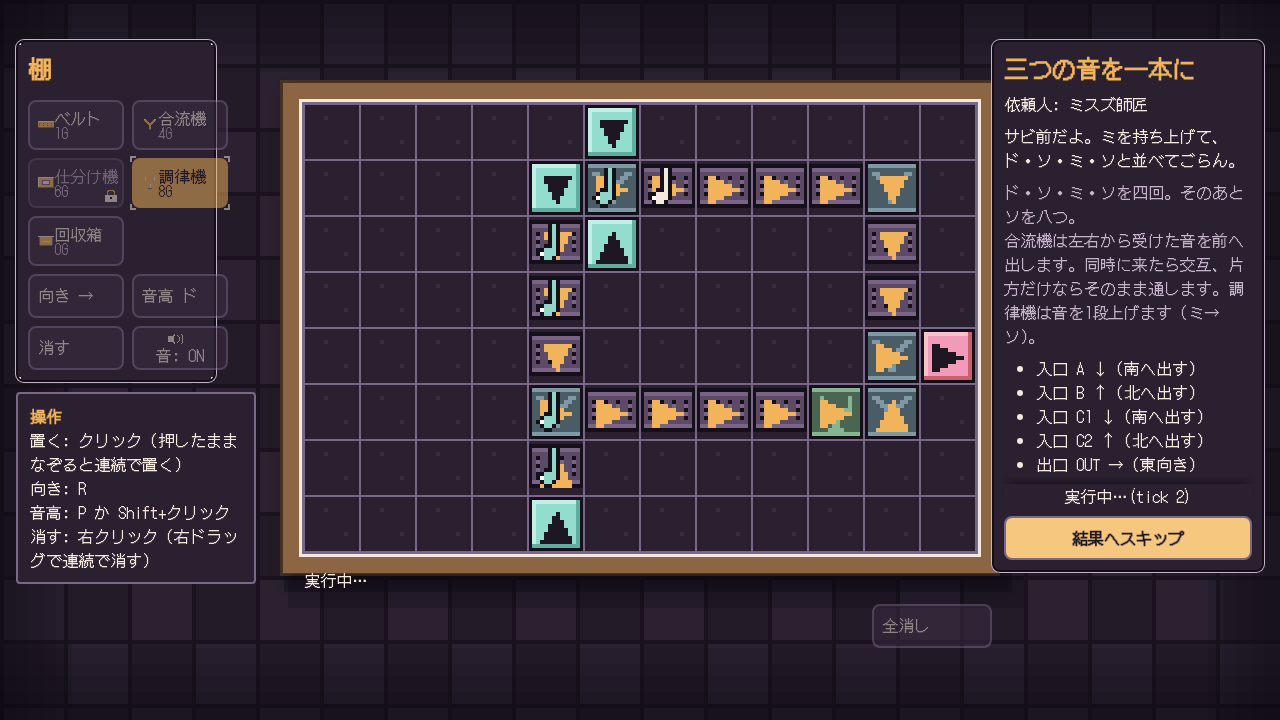 棚
ベルト
1G
合流機
4G
仕分け機
6G
調律機
8G
回収箱
0G
向き →
音高 ド
消す
音: ON
操作
置く: クリック (押したまま
なぞると連続で置く)
向き: R
音高: P か Shift+クリック
消す: 右クリック (右ドラッ
グで連続で消す)
実行中…
全消し
三つの音を一本に
依頼人: ミスズ師匠
サビ前だよ。ミを持ち上げて、
ド・ソ・ミ・ソと並べてごらん。
ド・ソ・ミ・ソを四回。そのあと
ソを八つ。
合流機は左右から受けた音を前へ
出します。同時に来たら交互、片
方だけならそのまま通します。調
律機は音を1段上げます (ミ→
ソ)。
• 入口 A ↓ (南へ出す)
• 入口 B ↑ (北へ出す)
• 入口 C1 ↓ (南へ出す)
• 入口 C2 ↑ (北へ出す)
• 出口 OUT → (東向き)
実行中…(tick 2)
結果へスキップ